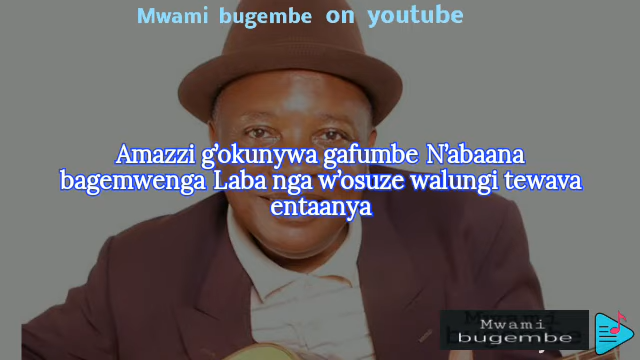 Mwami bugembe on youtube
Amazzi g'okunywa gafumbe N'abaana
bagemwenga Laba nga w'osuze walungi tewava
entaanya
Mwami
bugembe